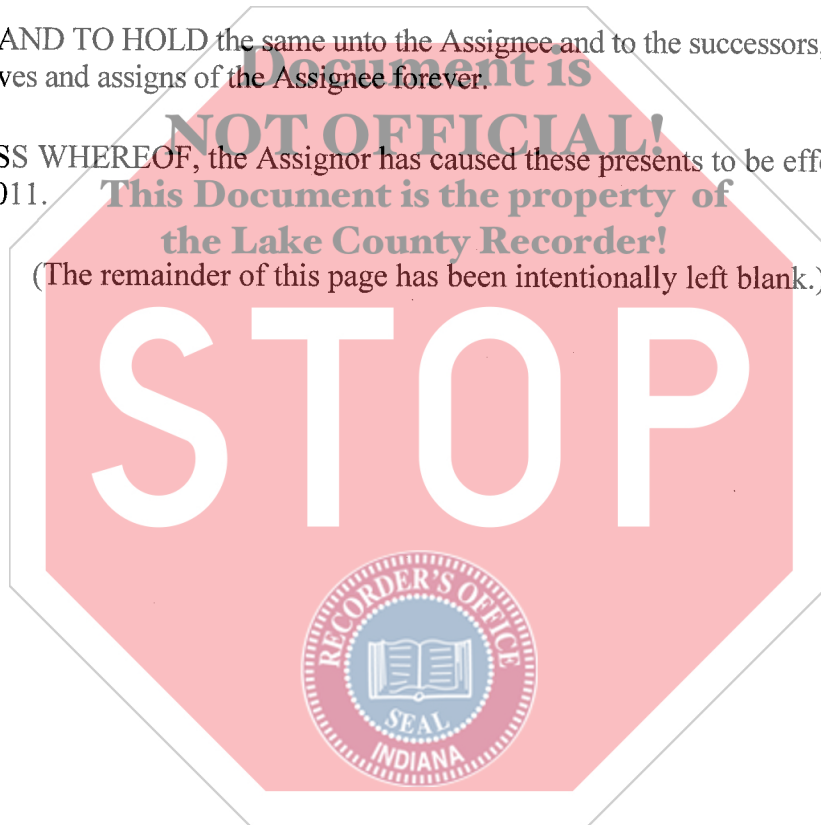 AND TO HOLD the same unto the Assignee and to the successors,
ves and assigns of the Assignee forever.
Document is
NOT OFFICIAL!
SS WHEREOF, the Assignor has caused these presents to be effe
011.
This Document is the property of
the Lake County Recorder!
(The remainder of this page has been intentionally left blank.)
STOP
RECORDER'S OFFICE
SEAL
INDIANA